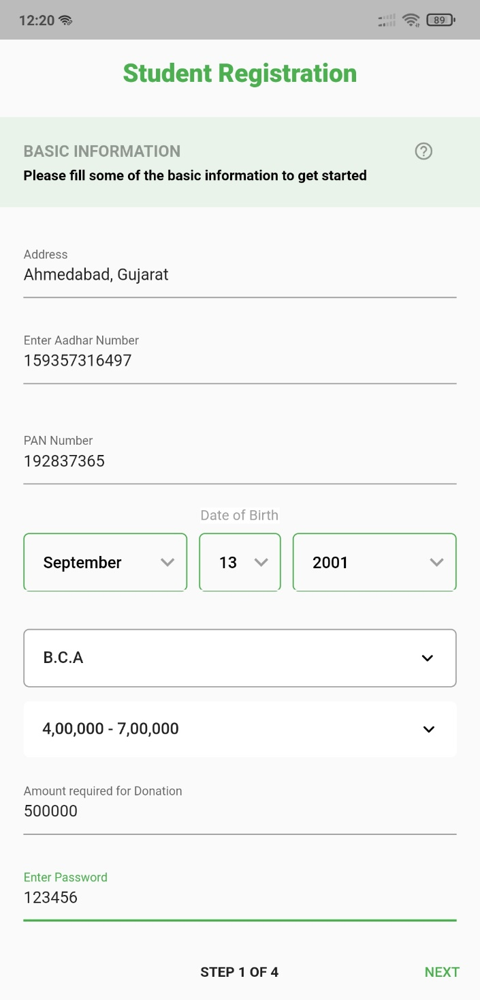 12:20
89
Student Registration
BASIC INFORMATION
Please fill some of the basic information to get started
Address
Ahmedabad, Gujarat
Enter Aadhar Number
159357316497
PAN Number
192837365
Date of Birth
September 13 2001
B.C.A
4,00,000 - 7,00,000
Amount required for Donation
500000
Enter Password
123456
STEP 1 OF 4 NEXT